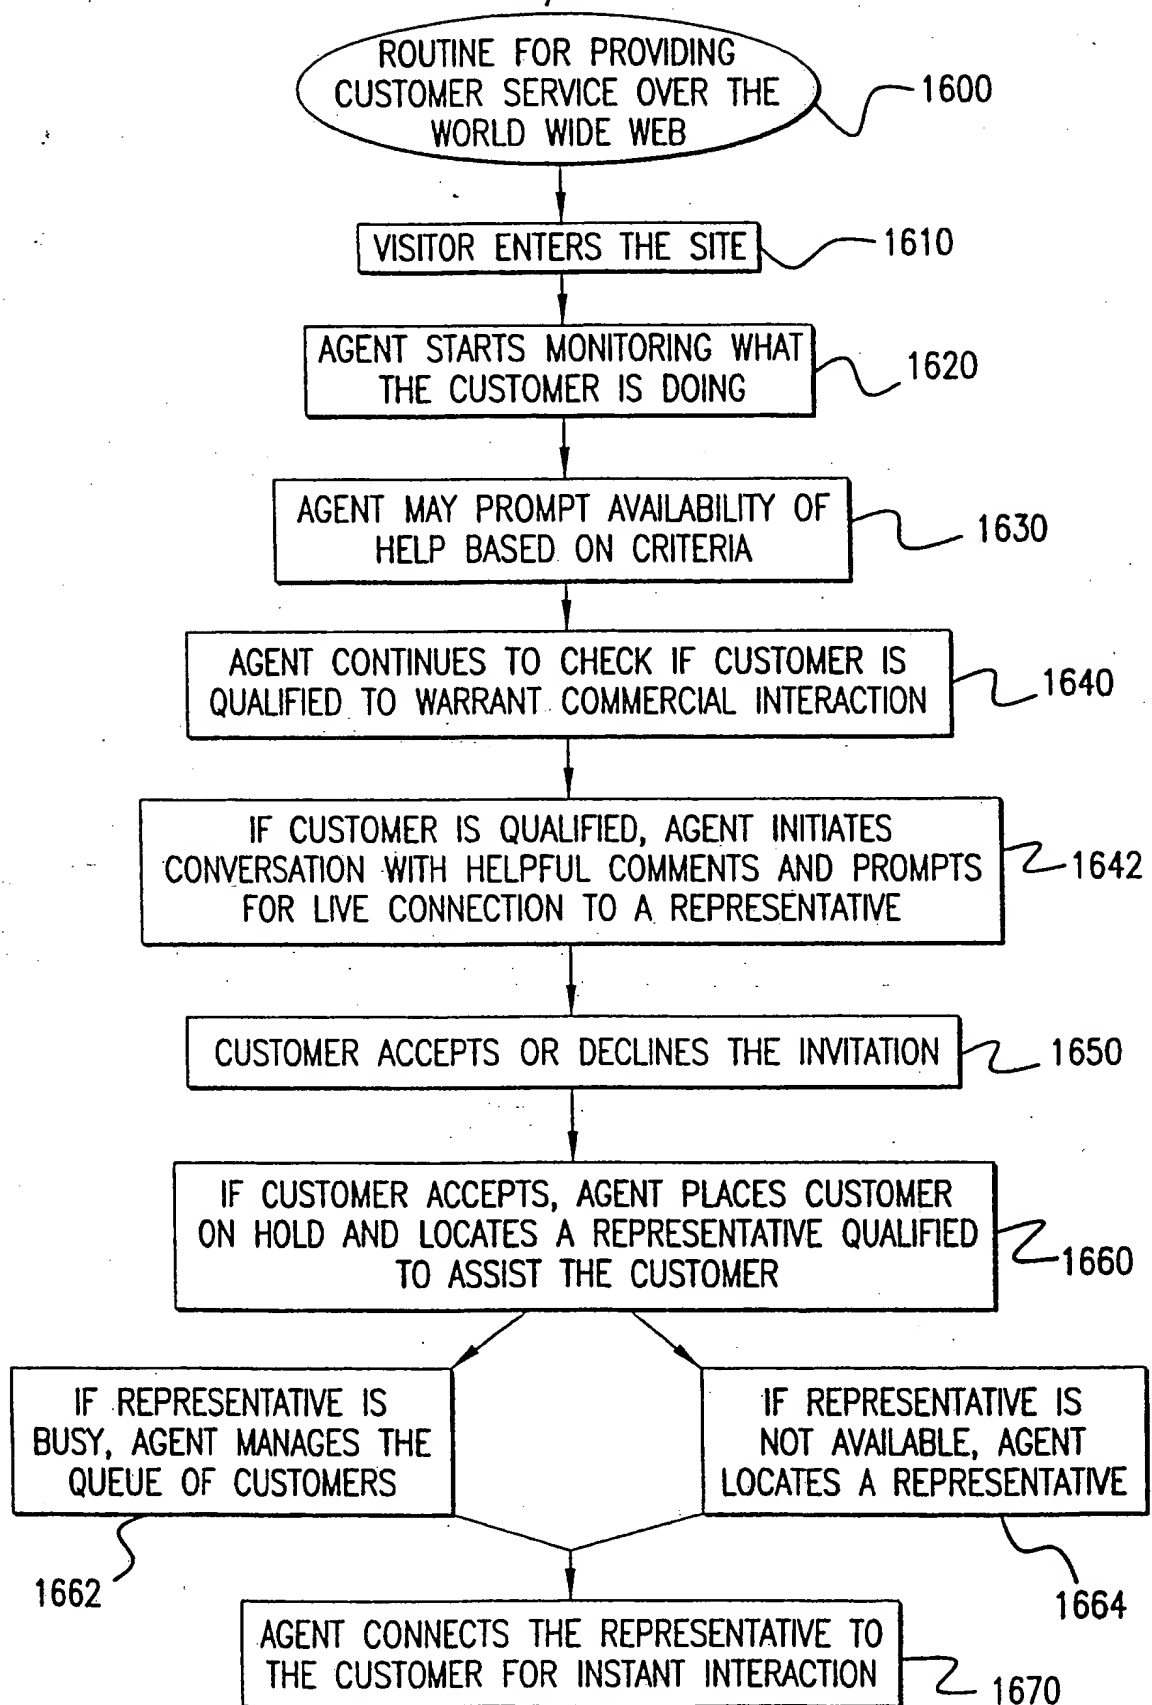 ROUTINE FOR PROVIDING
CUSTOMER SERVICE OVER THE
WORLD WIDE WEB
1600
VISITOR ENTERS THE SITE
1610
AGENT STARTS MONITORING WHAT
THE CUSTOMER IS DOING
1620
AGENT MAY PROMPT AVAILABILITY OF
HELP BASED ON CRITERIA
1630
AGENT CONTINUES TO CHECK IF CUSTOMER IS
QUALIFIED TO WARRANT COMMERCIAL INTERACTION
1640
IF CUSTOMER IS QUALIFIED, AGENT INITIATES
CONVERSATION WITH HELPFUL COMMENTS AND PROMPTS
FOR LIVE CONNECTION TO A REPRESENTATIVE
1642
CUSTOMER ACCEPTS OR DECLINES THE INVITATION
1650
IF CUSTOMER ACCEPTS, AGENT PLACES CUSTOMER
ON HOLD AND LOCATES A REPRESENTATIVE QUALIFIED
TO ASSIST THE CUSTOMER
1660
IF REPRESENTATIVE IS
BUSY, AGENT MANAGES THE
QUEUE OF CUSTOMERS
1662
IF REPRESENTATIVE IS
NOT AVAILABLE, AGENT
LOCATES A REPRESENTATIVE
1664
AGENT CONNECTS THE REPRESENTATIVE TO
THE CUSTOMER FOR INSTANT INTERACTION
1670